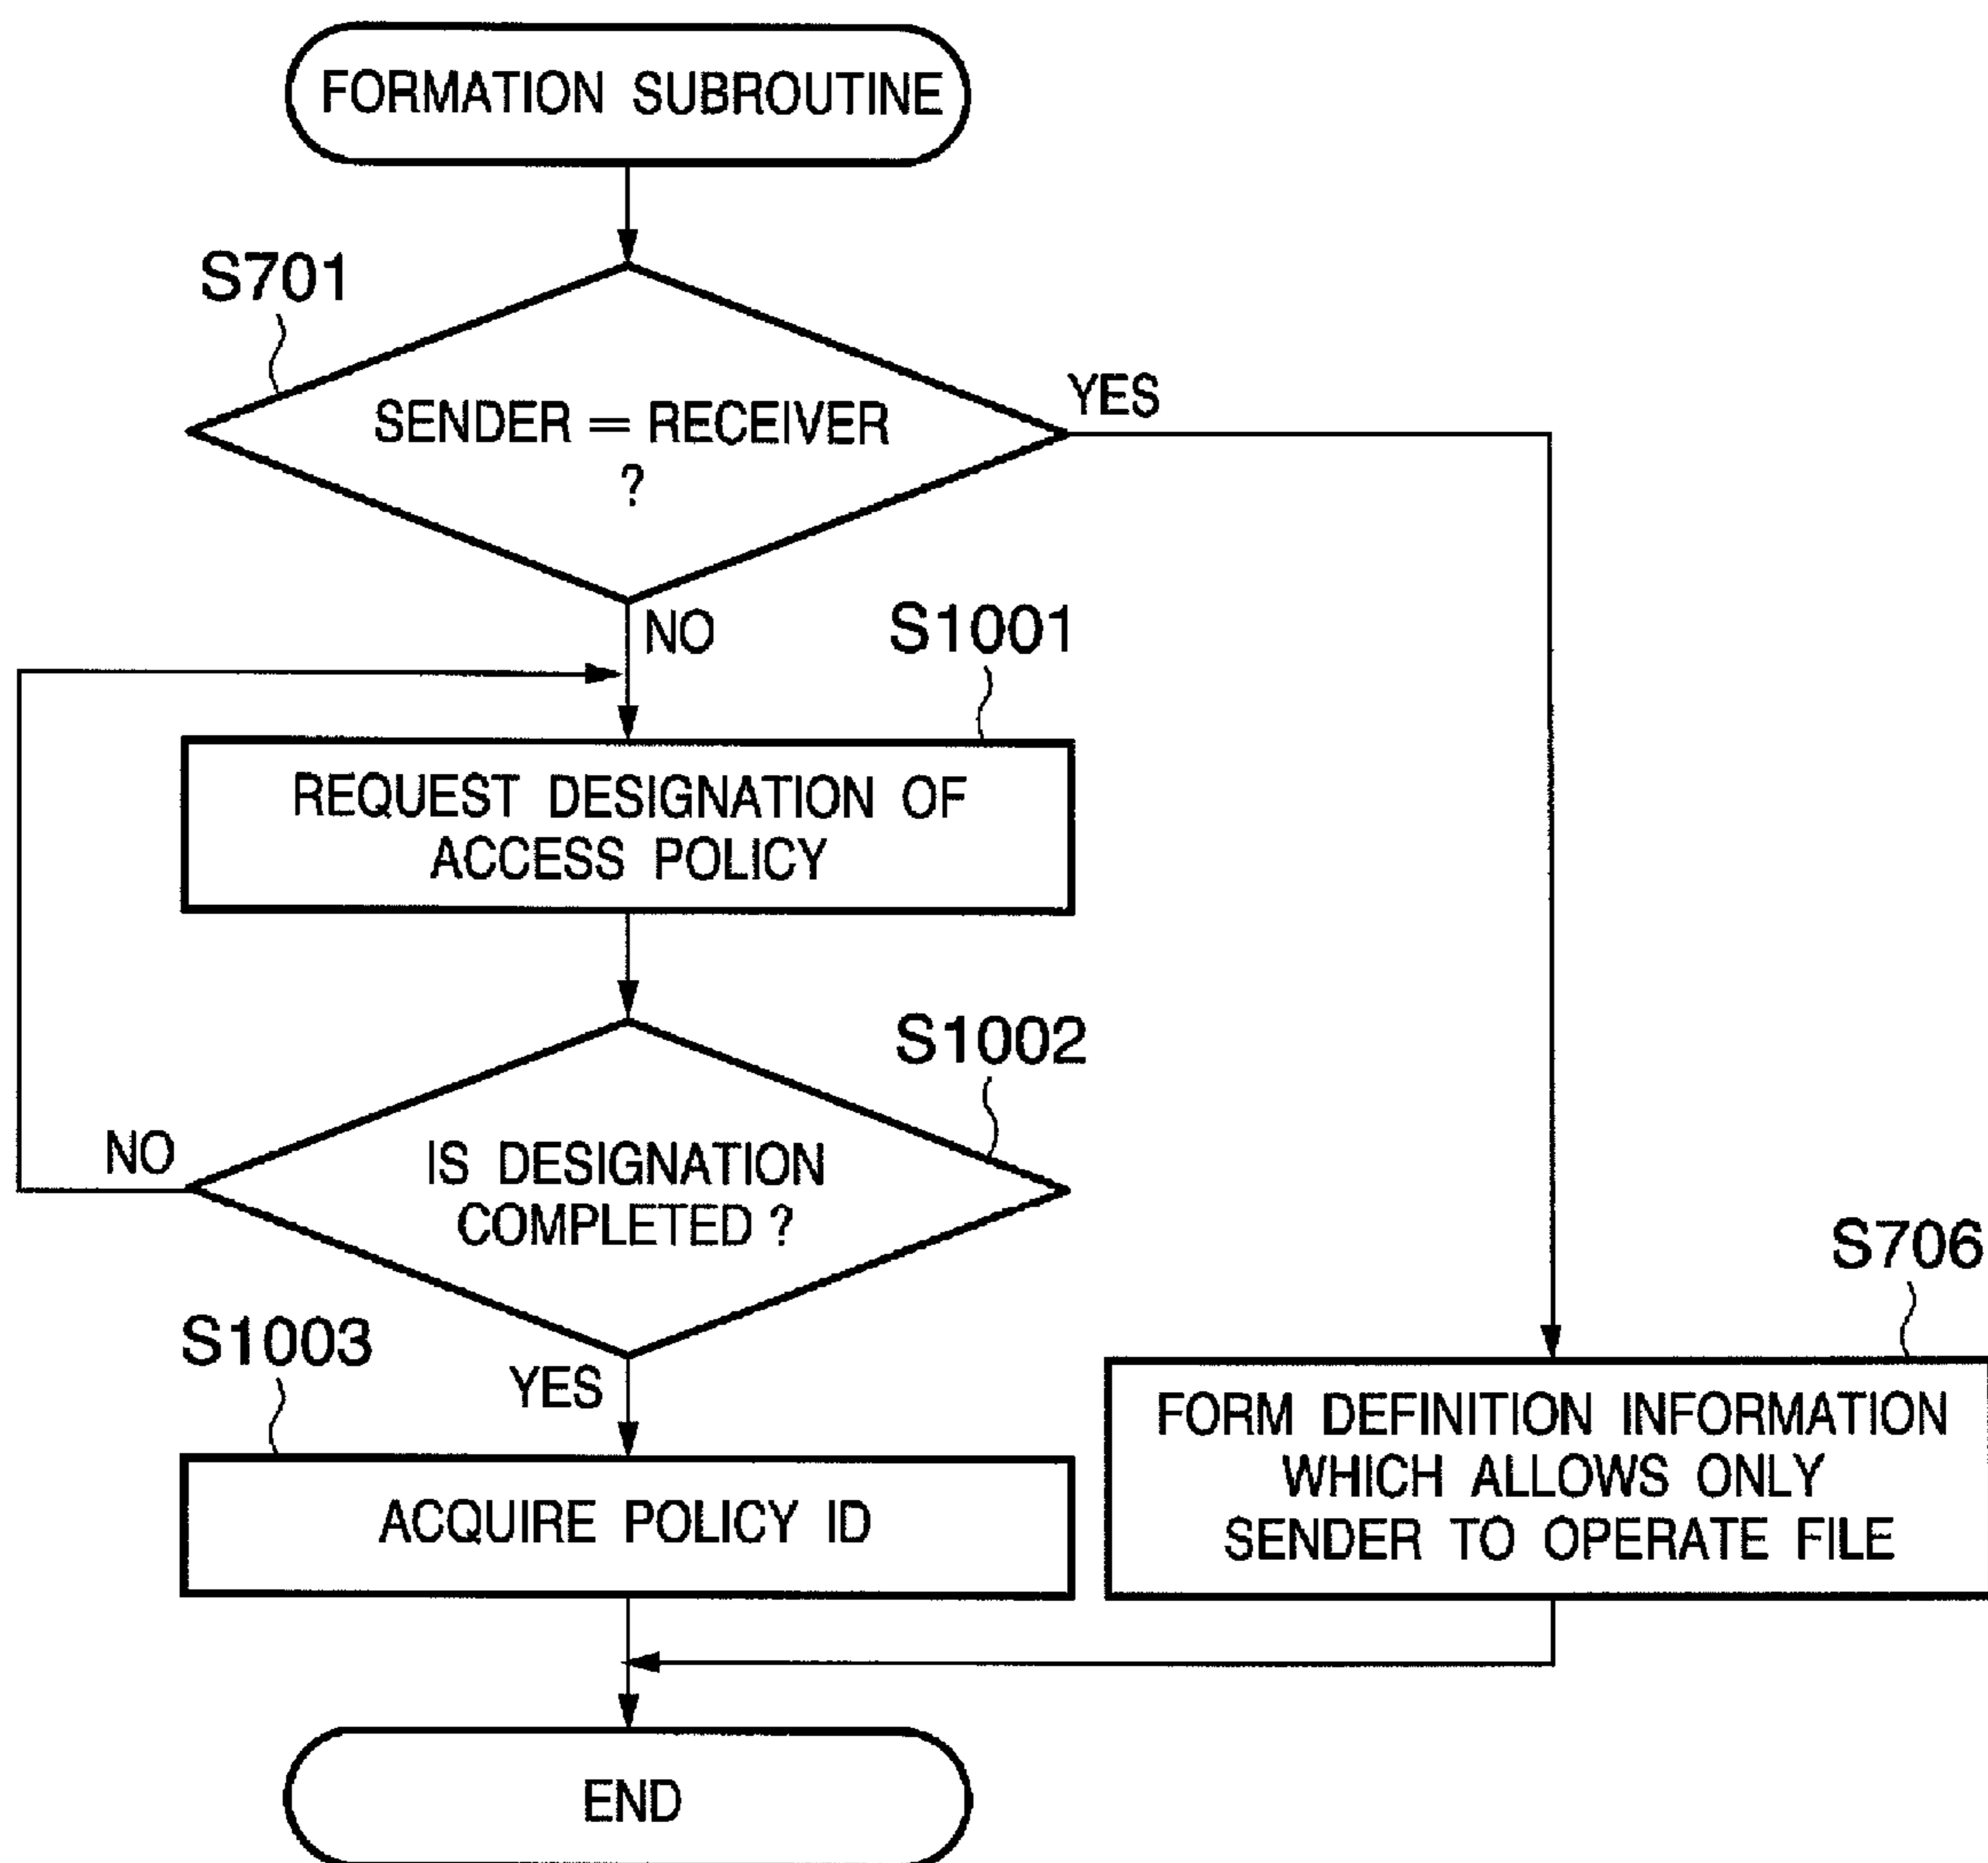 FORMATION SUBROUTINE
S701
SENDER = RECEIVER
?
YES
NO
S1001
REQUEST DESIGNATION OF
ACCESS POLICY
S1002
NO
IS DESIGNATION
COMPLETED ?
S1003
YES
S706
ACQUIRE POLICY ID
FORM DEFINITION INFORMATION
WHICH ALLOWS ONLY
SENDER TO OPERATE FILE
END